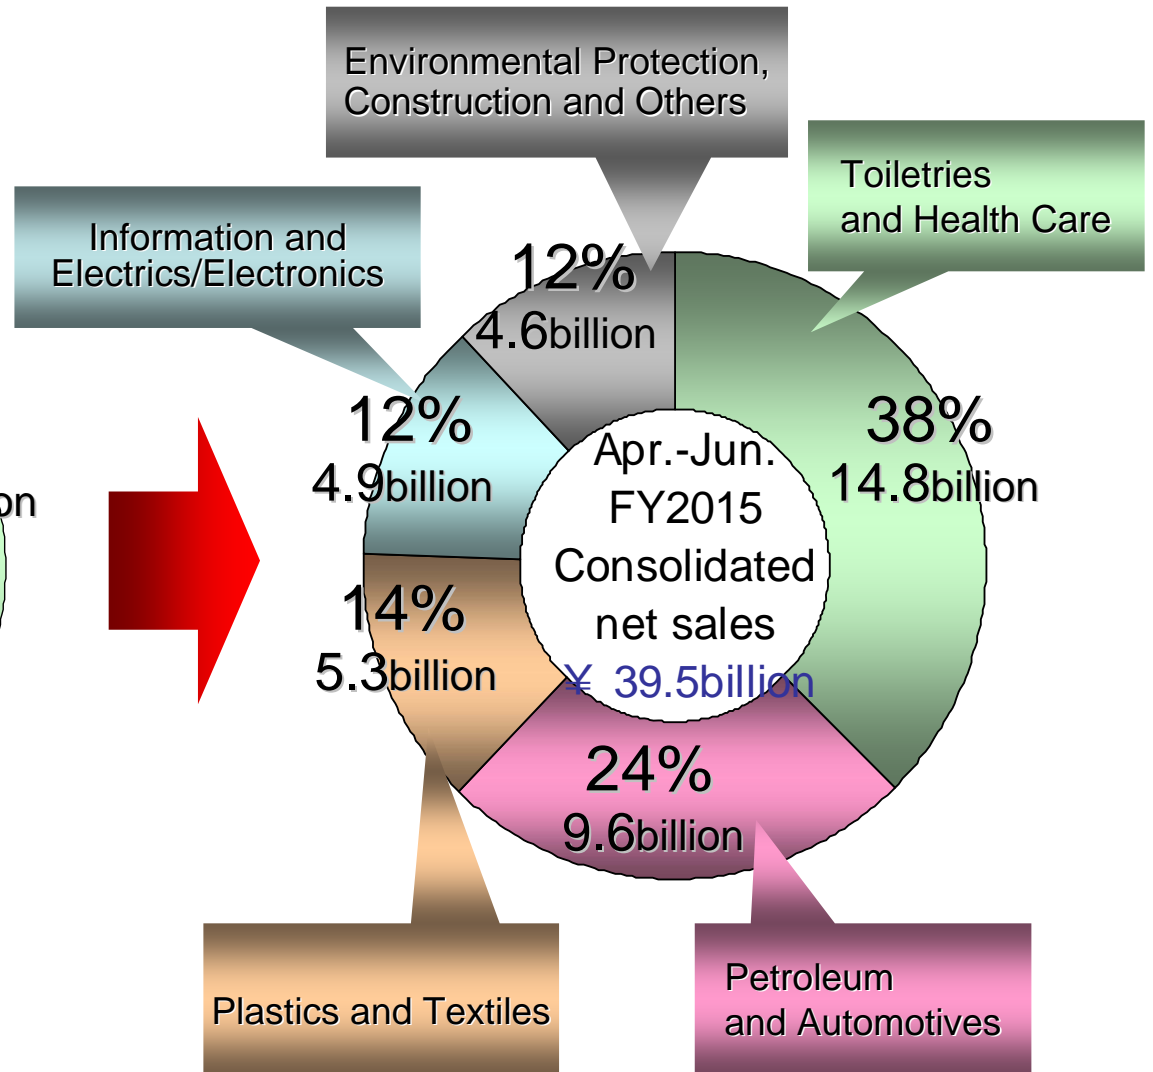 Environmental Protection,
Construction and Others
Toiletries
and Health Care
Information and
Electrics/Electronics
12%
4.6billion
12%
4.9billion
38%
14.8billion
on
Apr.-Jun.
FY2015
Consolidated
net sales
¥ 39.5billion
14%
5.3billion
24%
9.6billion
Plastics and Textiles
Petroleum
and Automotives